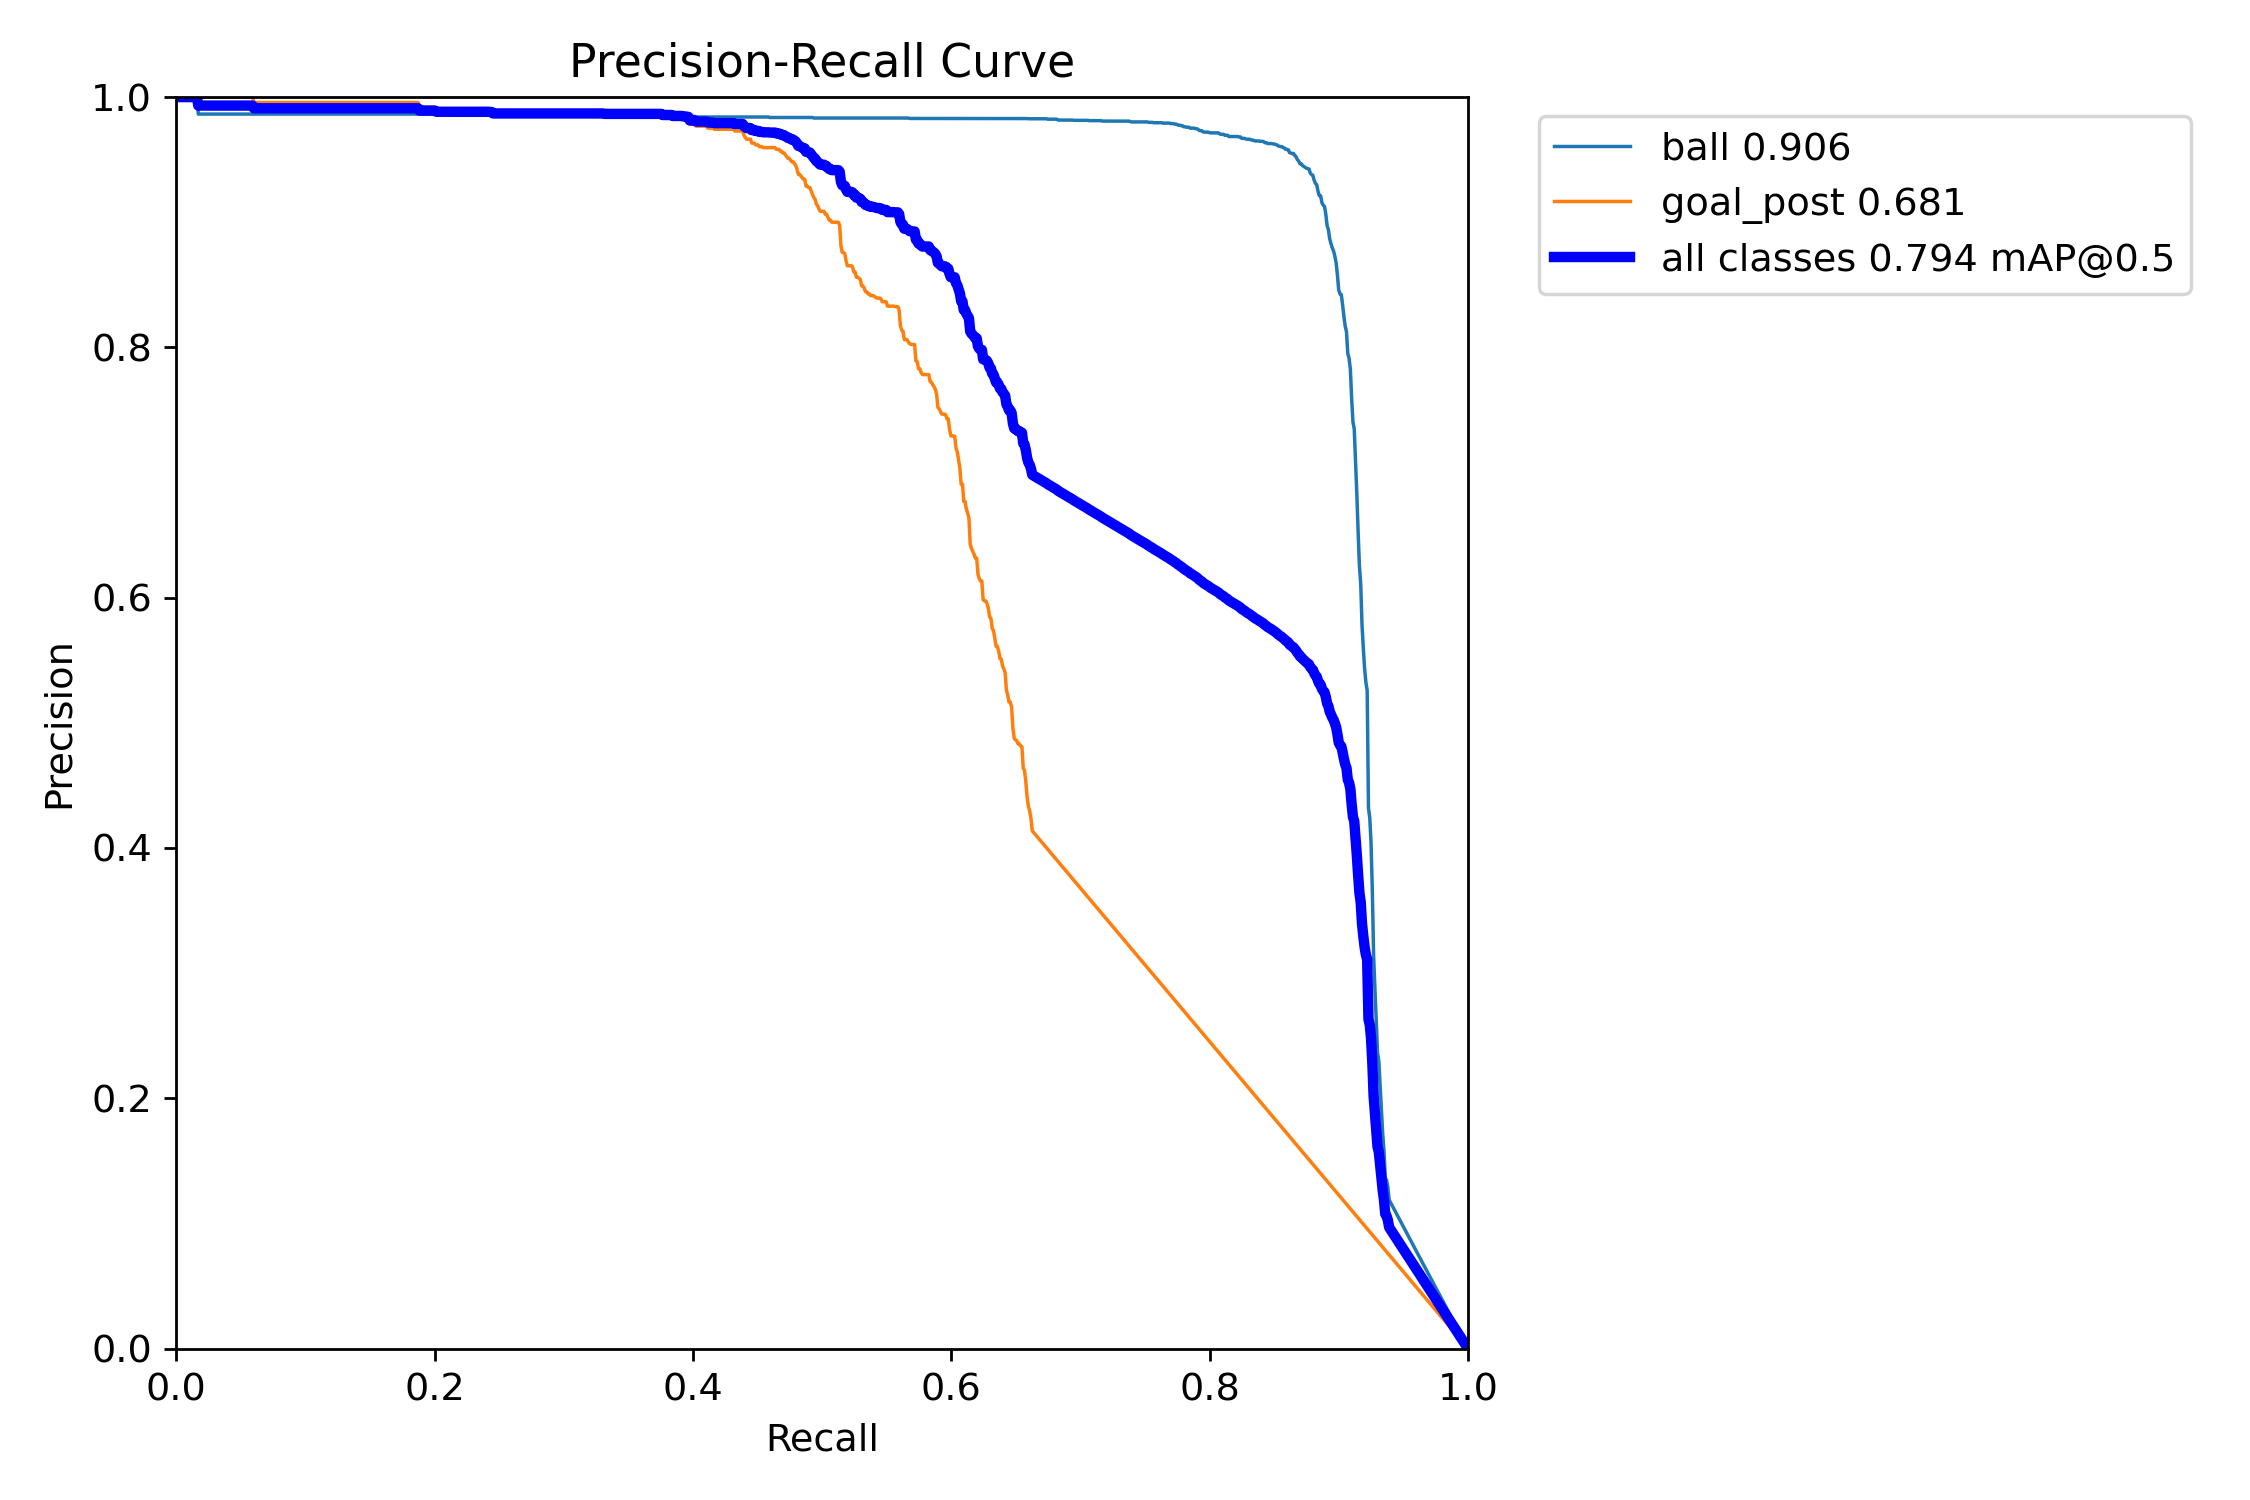 Precision-Recall Curve
ball 0.906
goal_post 0.681
all classes 0.794 mAP@0.5
Precision
1.0
0.8
0.6
0.4
0.2
0.0
0.0 0.2 0.4 0.6 0.8 1.0
Recall